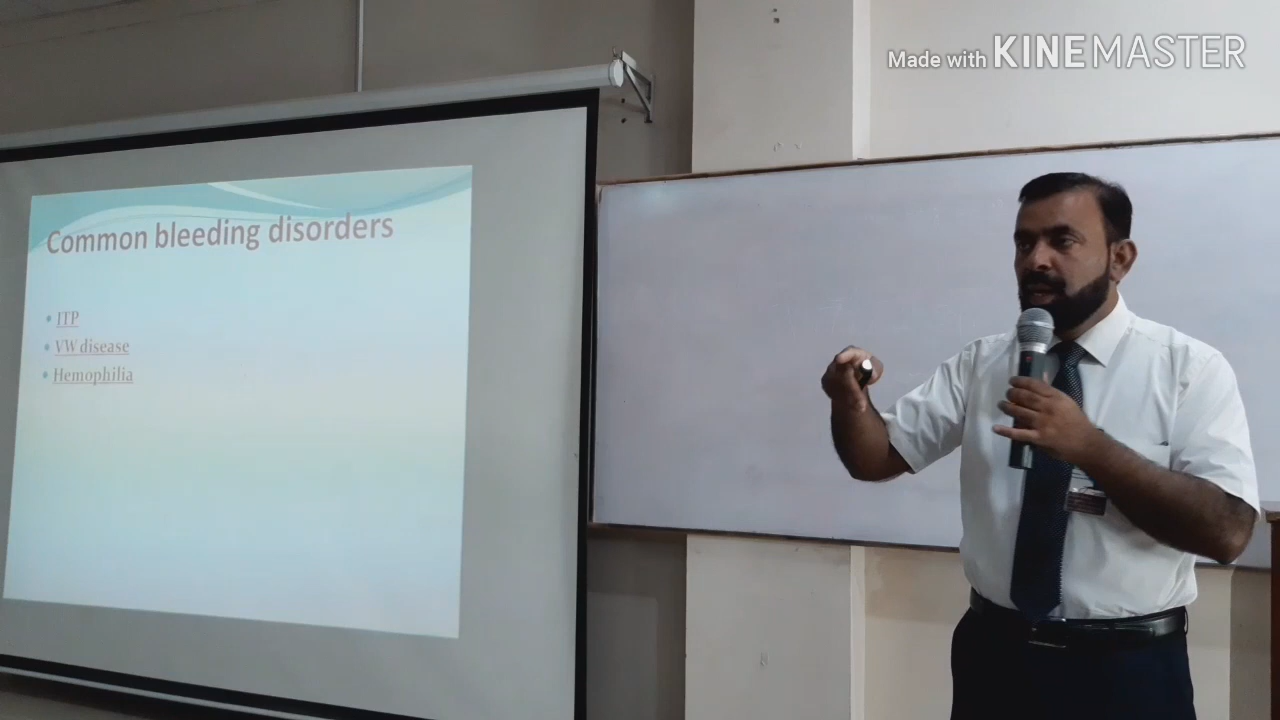 Made with KINEMASTER
Common bleeding disorders
• ITP
• VW disease
• Hemophilia